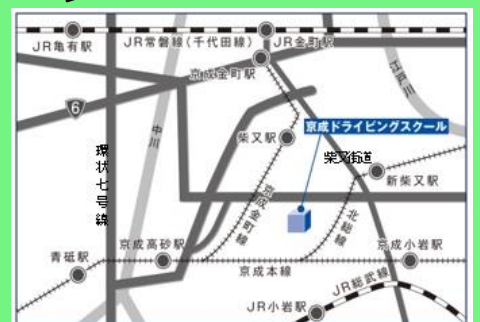 JR亀有駅
JR常磐線(千代田線)
JR金町駅
京成金町駅
江戸川
6
中川
京成ドライビングスクール
柴又駅
柴又街道
環状七号線
新柴又駅
京成金町線
北総線
青砥駅
京成高砂駅
京成小岩駅
京成本線
JR総武線
JR小岩駅